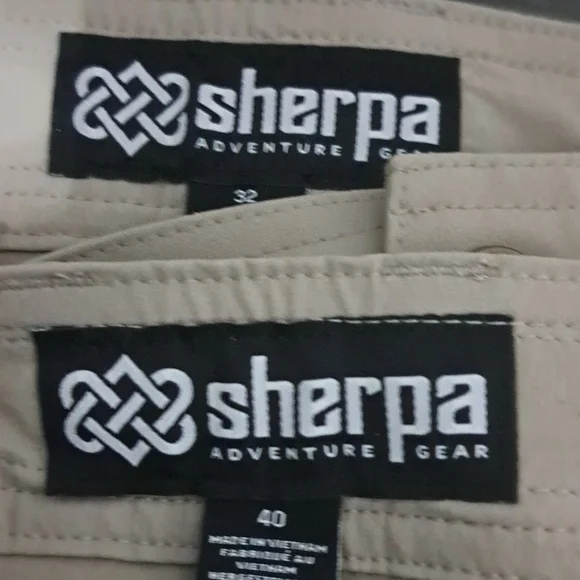 sherpa
ADVENTURE GEAR
32
sherpa
ADVENTURE GEAR
40
MADE IN VIETNAM
FABRIQUÉ AU
VIETNAM